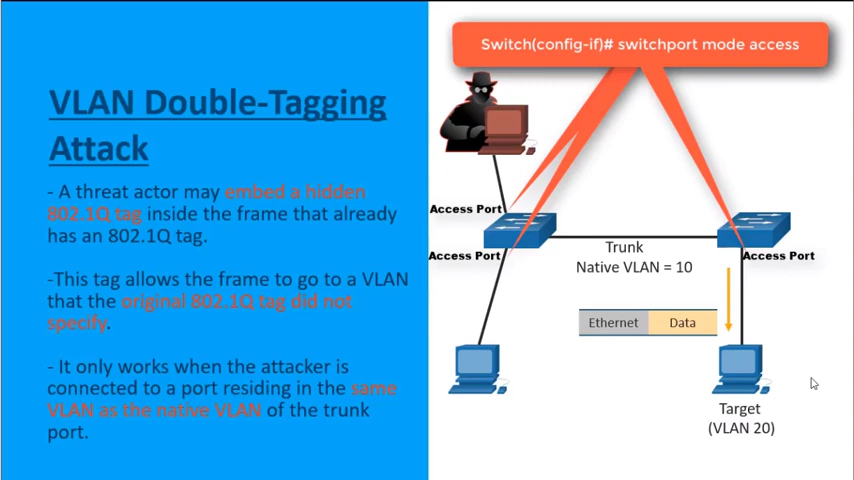 Switch(config-if)# switchport mode access
VLAN Double-Tagging
Attack
- A threat actor may embed a hidden
802.1Q tag inside the frame that already
has an 802.1Q tag.
-This tag allows the frame to go to a VLAN
that the original 802.1Q tag did not
specify.
- It only works when the attacker is
connected to a port residing in the same
VLAN as the native VLAN of the trunk
port.
Access Port
Access Port
Trunk
Native VLAN = 10
Access Port
Ethernet
Data
Target
(VLAN 20)